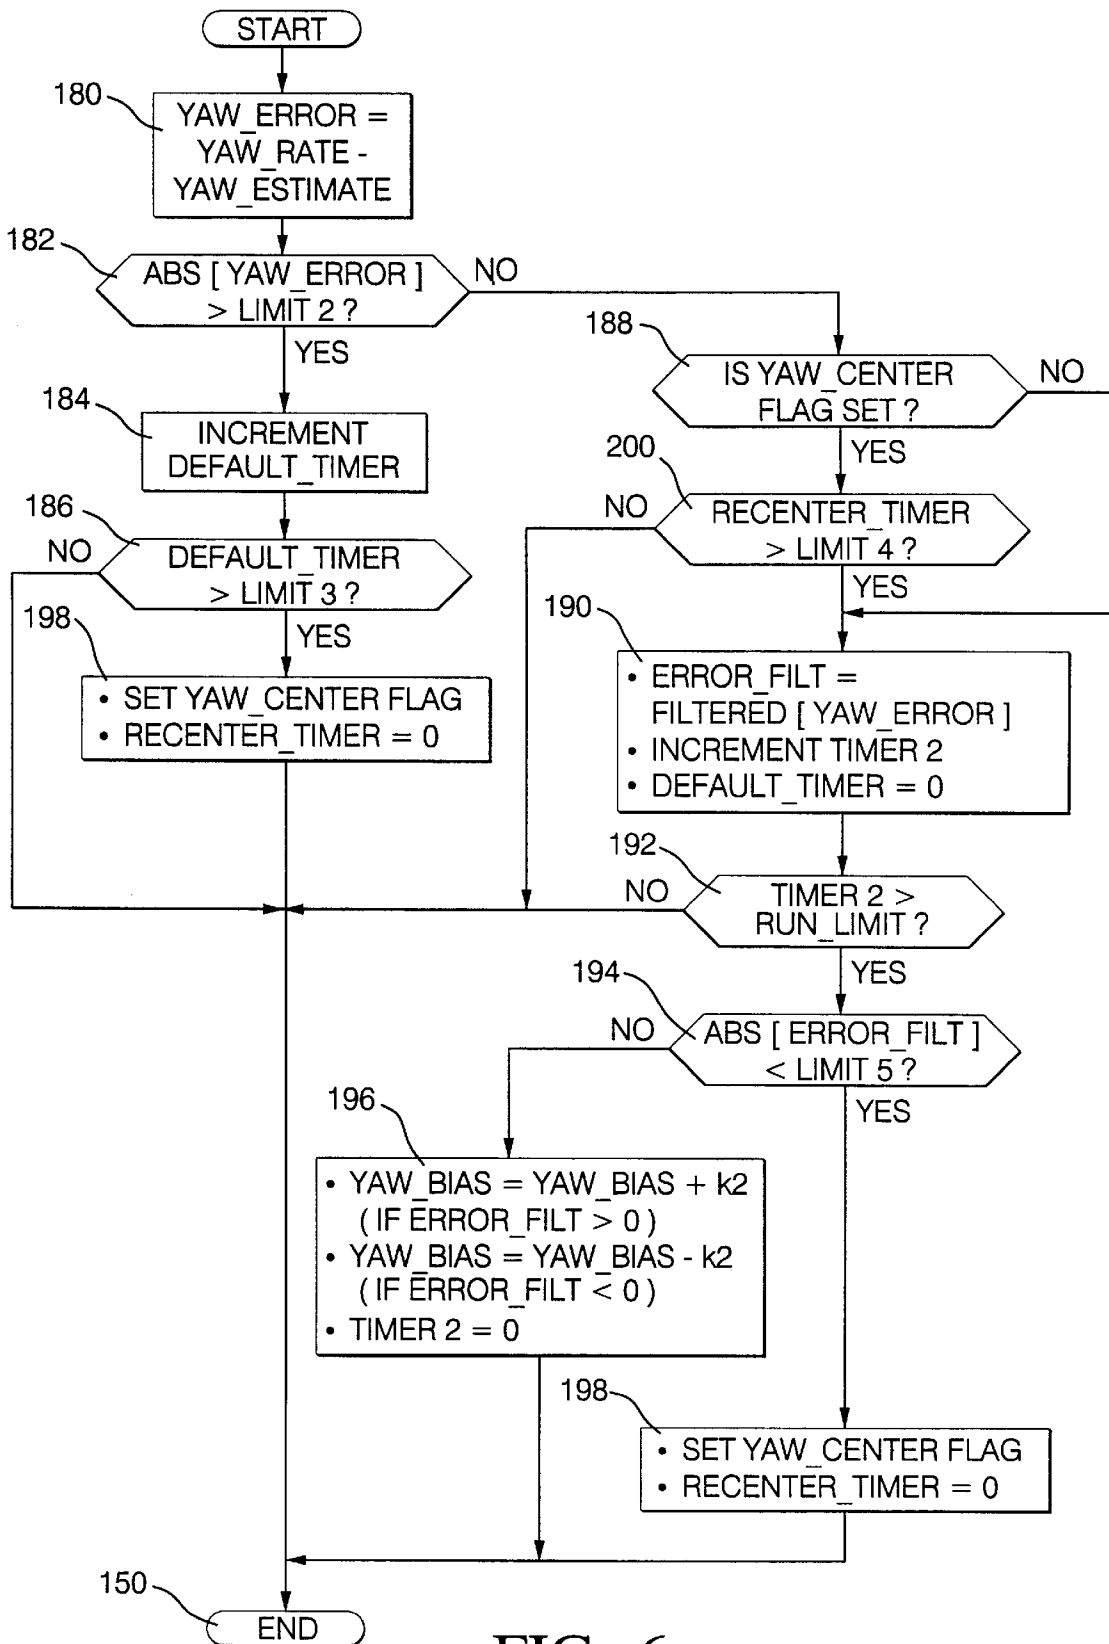 START
180
YAW_ERROR =
YAW_RATE -
YAW_ESTIMATE
182
ABS [ YAW_ERROR ]
> LIMIT 2 ?
NO
YES
184
INCREMENT
DEFAULT_TIMER
186
NO
DEFAULT_TIMER
> LIMIT 3 ?
YES
198
• SET YAW_CENTER FLAG
• RECENTER_TIMER = 0
188
IS YAW_CENTER
FLAG SET ?
NO
YES
200
NO
RECENTER_TIMER
> LIMIT 4 ?
YES
190
• ERROR_FILT =
FILTERED [ YAW_ERROR ]
• INCREMENT TIMER 2
• DEFAULT_TIMER = 0
192
NO
TIMER 2 >
RUN_LIMIT ?
YES
194
NO
ABS [ ERROR_FILT ]
< LIMIT 5 ?
YES
196
• YAW_BIAS = YAW_BIAS + k2
( IF ERROR_FILT > 0 )
• YAW_BIAS = YAW_BIAS - k2
( IF ERROR_FILT < 0 )
• TIMER 2 = 0
198
• SET YAW_CENTER FLAG
• RECENTER_TIMER = 0
150
END
FIG. 6